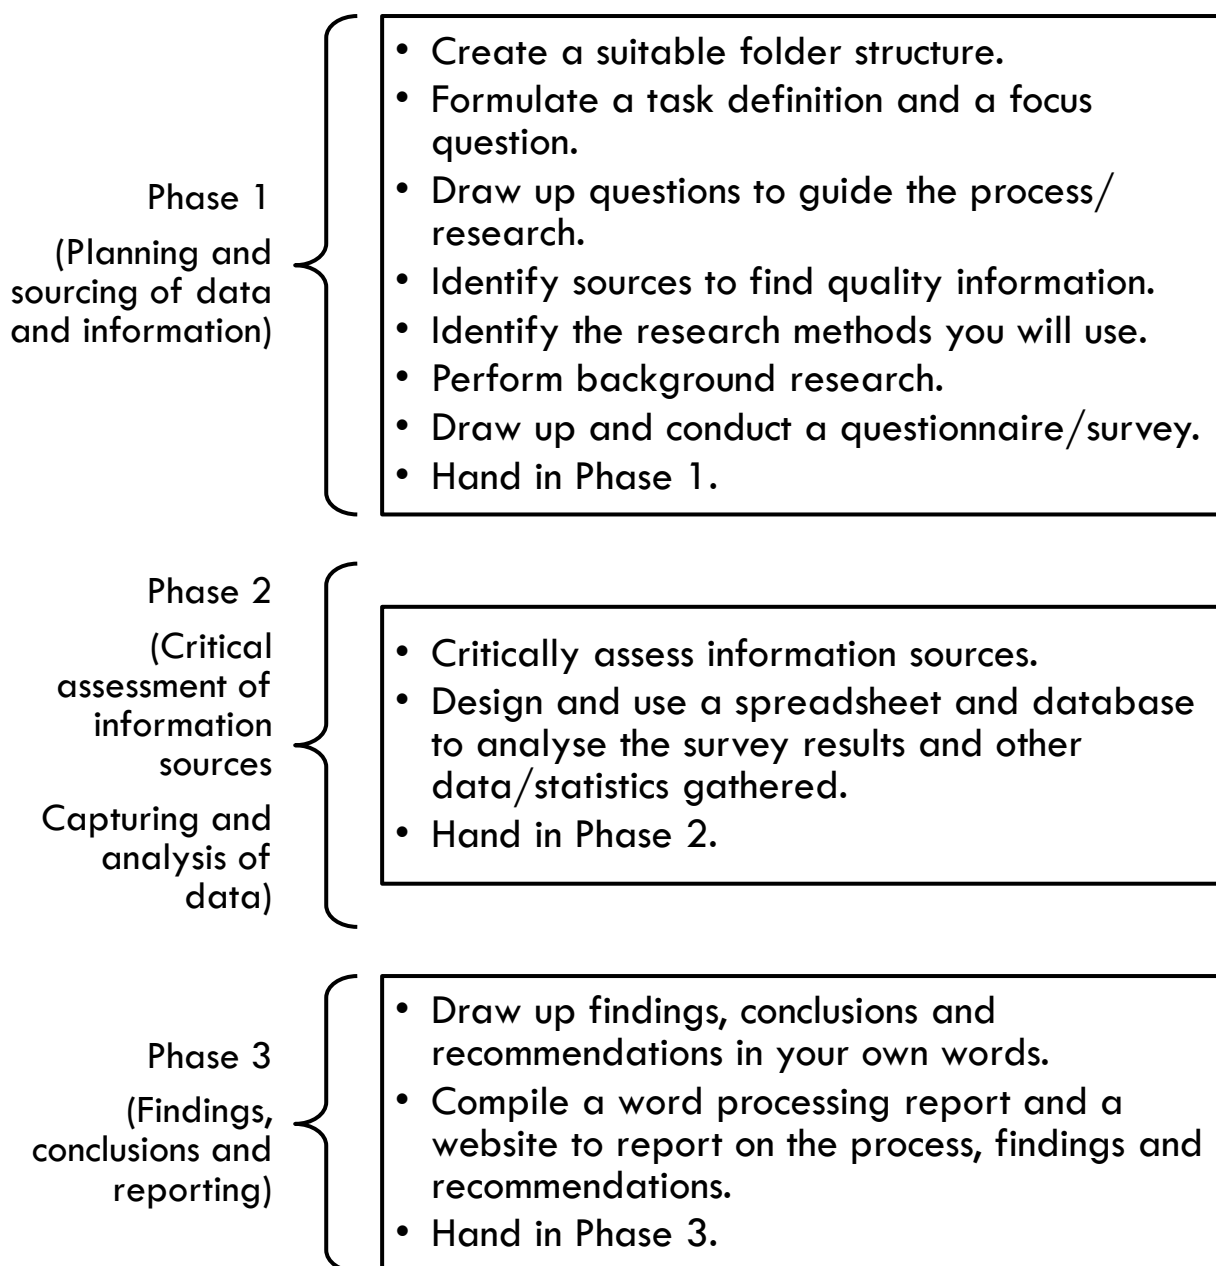 Phase 1
(Planning and
sourcing of data
and information)
• Create a suitable folder structure.
• Formulate a task definition and a focus
question.
• Draw up questions to guide the process/
research.
• Identify sources to find quality information.
• Identify the research methods you will use.
• Perform background research.
• Draw up and conduct a questionnaire/survey.
• Hand in Phase 1.
Phase 2
(Critical
assessment of
information
sources
Capturing and
analysis of
data)
• Critically assess information sources.
• Design and use a spreadsheet and database
to analyse the survey results and other
data/statistics gathered.
• Hand in Phase 2.
Phase 3
(Findings,
conclusions and
reporting)
• Draw up findings, conclusions and
recommendations in your own words.
• Compile a word processing report and a
website to report on the process, findings and
recommendations.
• Hand in Phase 3.